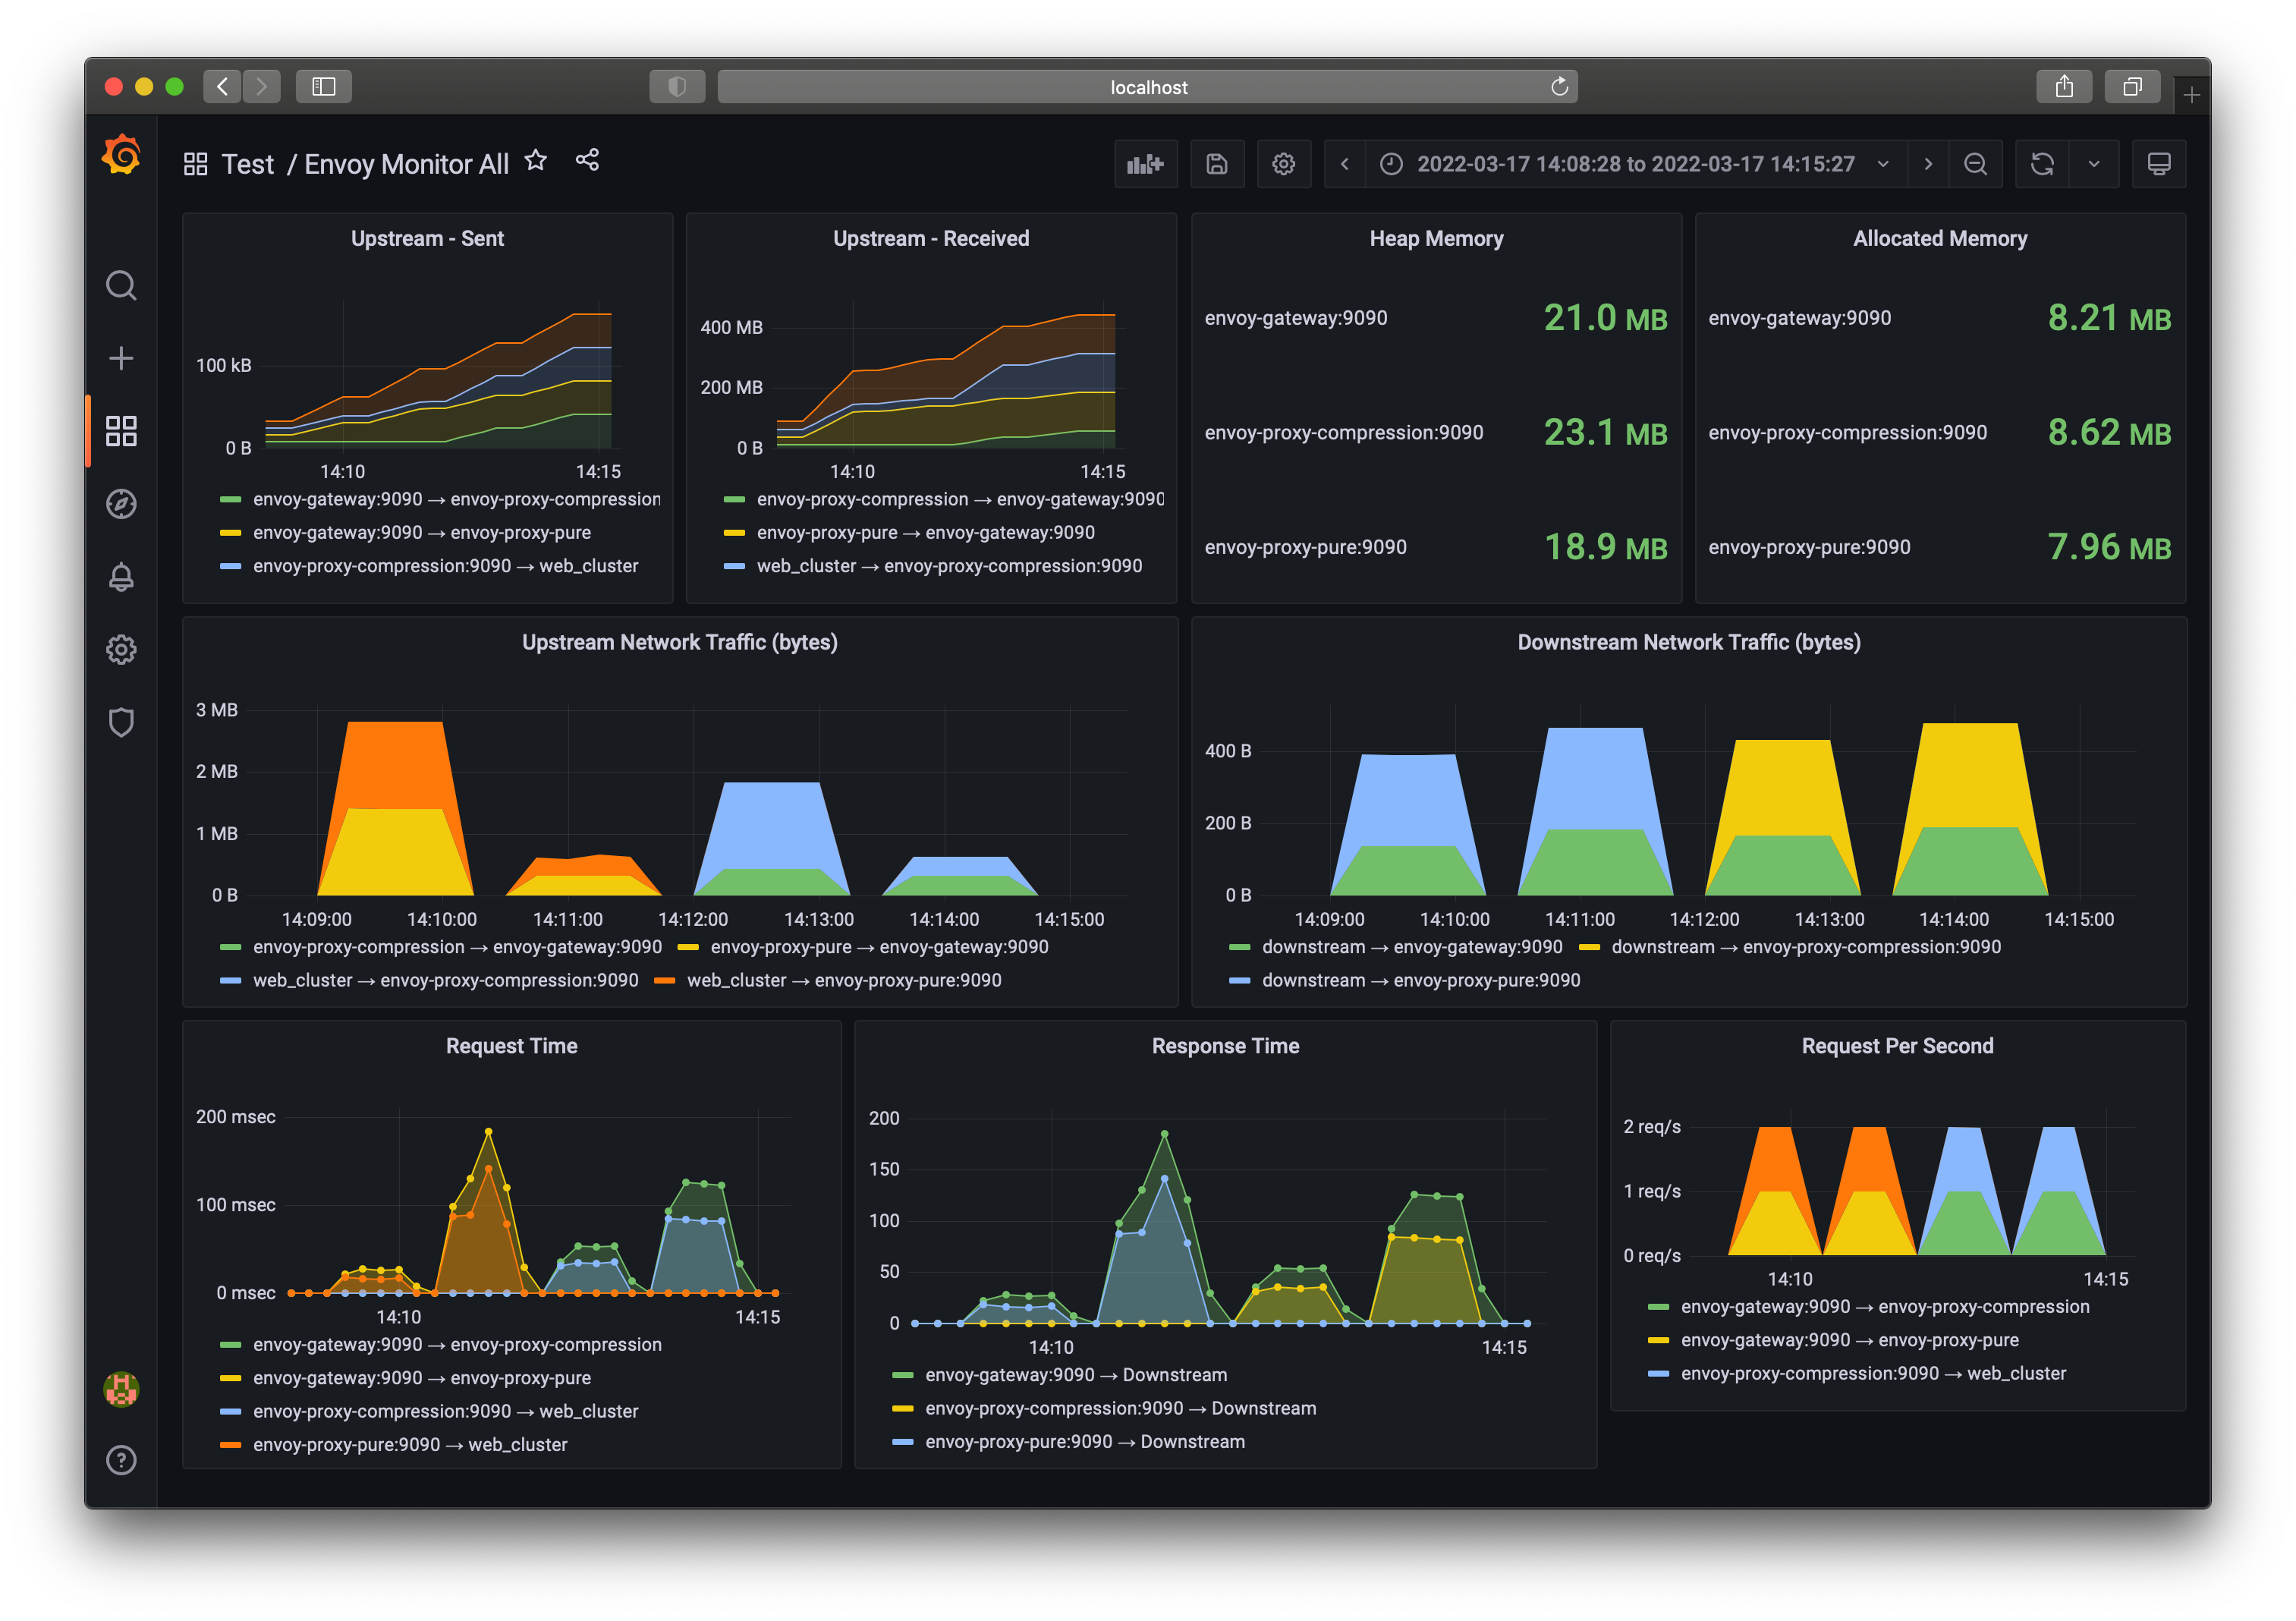 localhost
Test / Envoy Monitor All
2022-03-17 14:08:28 to 2022-03-17 14:15:27
Upstream - Sent
100 kB
0 B
14:10 14:15
envoy-gateway:9090 → envoy-proxy-compression
envoy-gateway:9090 → envoy-proxy-pure
envoy-proxy-compression:9090 → web_cluster
Upstream - Received
400 MB
200 MB
0 B
14:10 14:15
envoy-proxy-compression → envoy-gateway:9090
envoy-proxy-pure → envoy-gateway:9090
web_cluster → envoy-proxy-compression:9090
Heap Memory
envoy-gateway:9090 21.0 MB
envoy-proxy-compression:9090 23.1 MB
envoy-proxy-pure:9090 18.9 MB
Allocated Memory
envoy-gateway:9090 8.21 MB
envoy-proxy-compression:9090 8.62 MB
envoy-proxy-pure:9090 7.96 MB
Upstream Network Traffic (bytes)
3 MB
2 MB
1 MB
0 B
14:09:00 14:10:00 14:11:00 14:12:00 14:13:00 14:14:00 14:15:00
envoy-proxy-compression → envoy-gateway:9090 envoy-proxy-pure → envoy-gateway:9090
web_cluster → envoy-proxy-compression:9090 web_cluster → envoy-proxy-pure:9090
Downstream Network Traffic (bytes)
400 B
200 B
0 B
14:09:00 14:10:00 14:11:00 14:12:00 14:13:00 14:14:00 14:15:00
downstream → envoy-gateway:9090 downstream → envoy-proxy-compression:9090
downstream → envoy-proxy-pure:9090
Request Time
200 msec
100 msec
0 msec
14:10 14:15
envoy-gateway:9090 → envoy-proxy-compression
envoy-gateway:9090 → envoy-proxy-pure
envoy-proxy-compression:9090 → web_cluster
envoy-proxy-pure:9090 → web_cluster
Response Time
200
150
100
50
0
14:10 14:15
envoy-gateway:9090 → Downstream
envoy-proxy-compression:9090 → Downstream
envoy-proxy-pure:9090 → Downstream
Request Per Second
2 req/s
1 req/s
0 req/s
14:10 14:15
envoy-gateway:9090 → envoy-proxy-compression
envoy-gateway:9090 → envoy-proxy-pure
envoy-proxy-compression:9090 → web_cluster